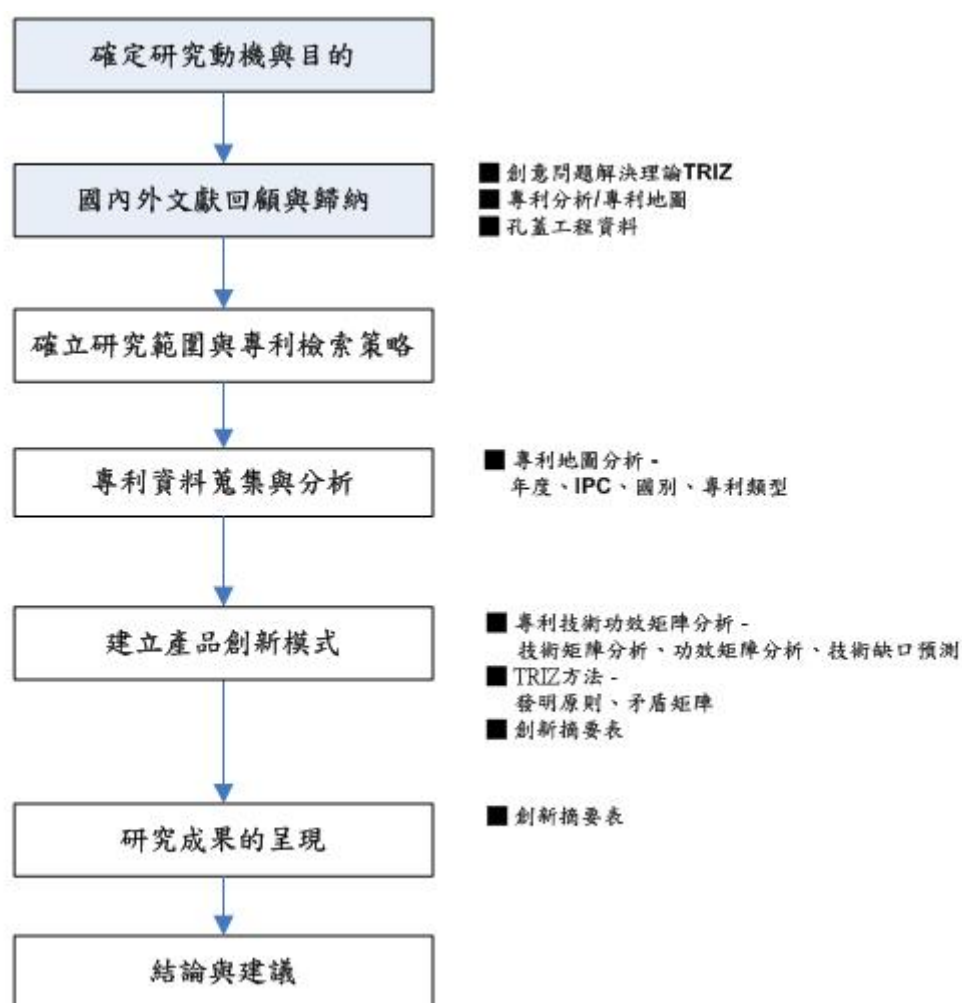 確定研究動機與目的
國內外文獻回顧與歸納
■ 創意問題解決理論TRIZ
■ 專利分析/專利地圖
■ 孔蓋工程資料
確立研究範圍與專利檢索策略
專利資料蒐集與分析
■ 專利地圖分析 -
年度、IPC、國別、專利類型
建立產品創新模式
■ 專利技術功效矩陣分析 -
技術矩陣分析、功效矩陣分析、技術缺口預測
■ TRIZ方法 -
發明原則、矛盾矩陣
■ 創新摘要表
研究成果的呈現
■ 創新摘要表
結論與建議